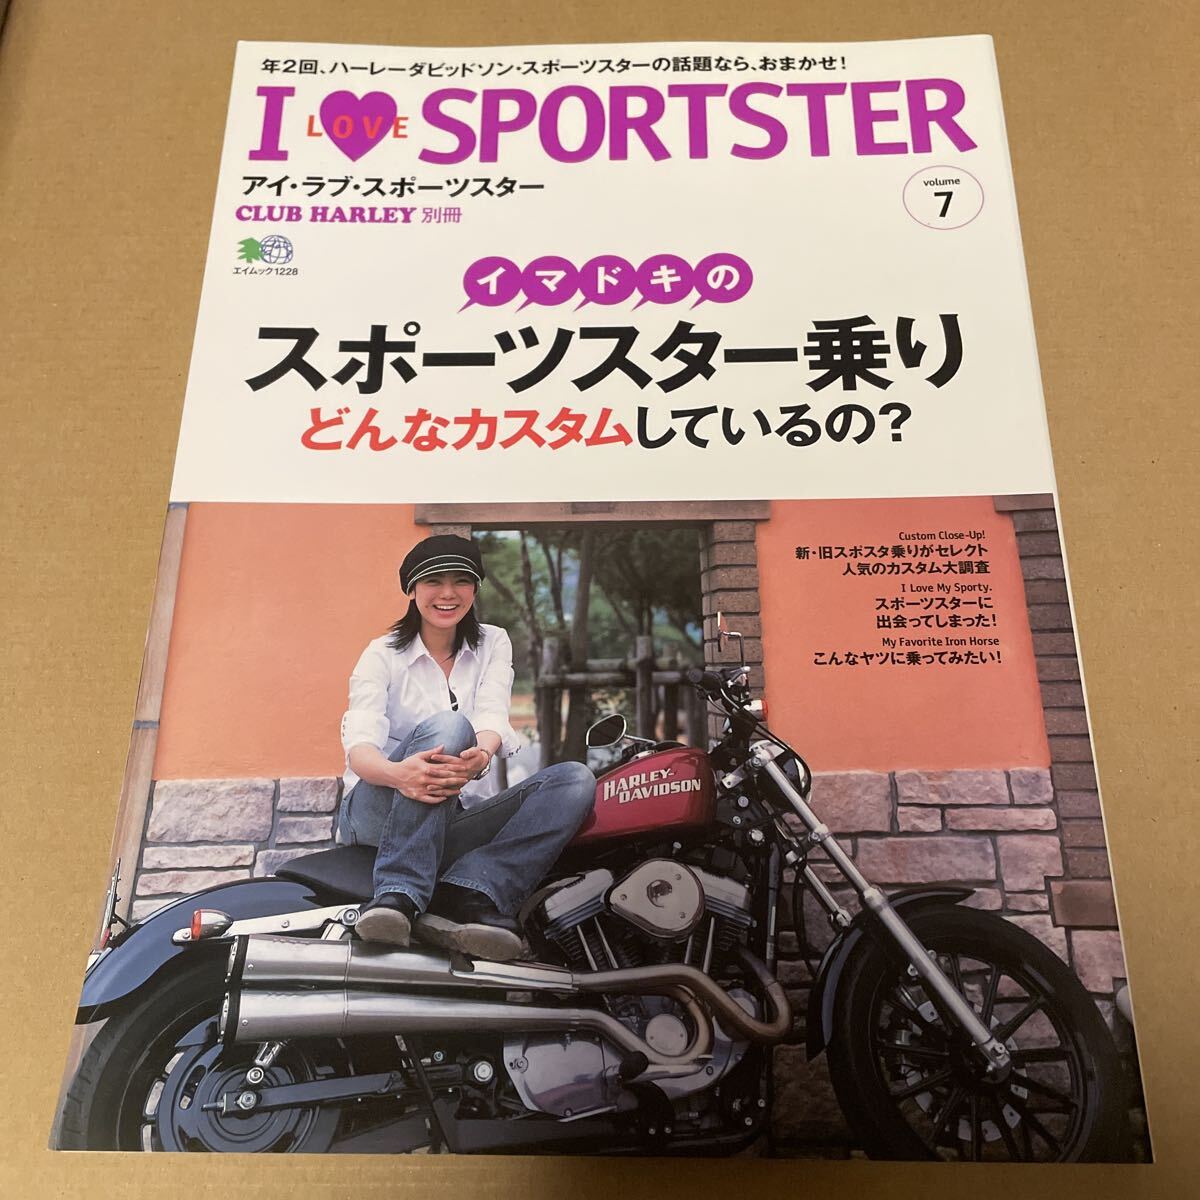 年2回、ハーレーダビッドソン・スポーツスターの話題なら、おまかせ!
I LOVE SPORTSTER
アイ・ラブ・スポーツスター
CLUB HARLEY 別冊
volume
7
エイムック1228
イマドキの
スポーツスター乗り
どんなカスタムしているの?
Custom Close-Up!
新・旧スポスタ乗りがセレクト
人気のカスタム大調査
I Love My Sporty.
スポーツスターに
出会ってしまった!
My Favorite Iron Horse
こんなヤツに乗ってみたい!
HARLEY-
DAVIDSON